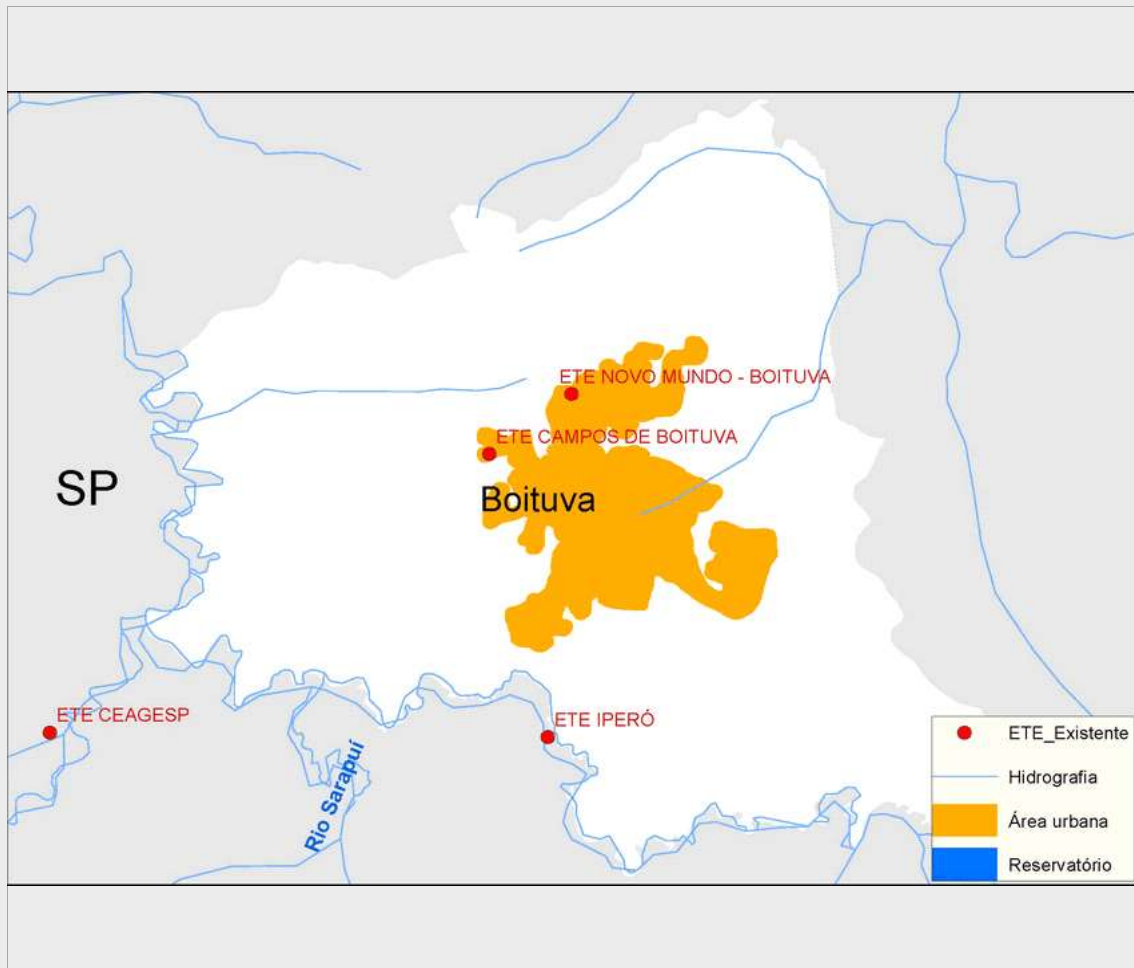 ETE NOVO MUNDO - BOITUVA
ETE CAMPOS DE BOITUVA
SP
Boituva
ETE CEAGESP
ETE IPERÓ
Rio Sarapuí
ETE_Existente
Hidrografia
Área urbana
Reservatório